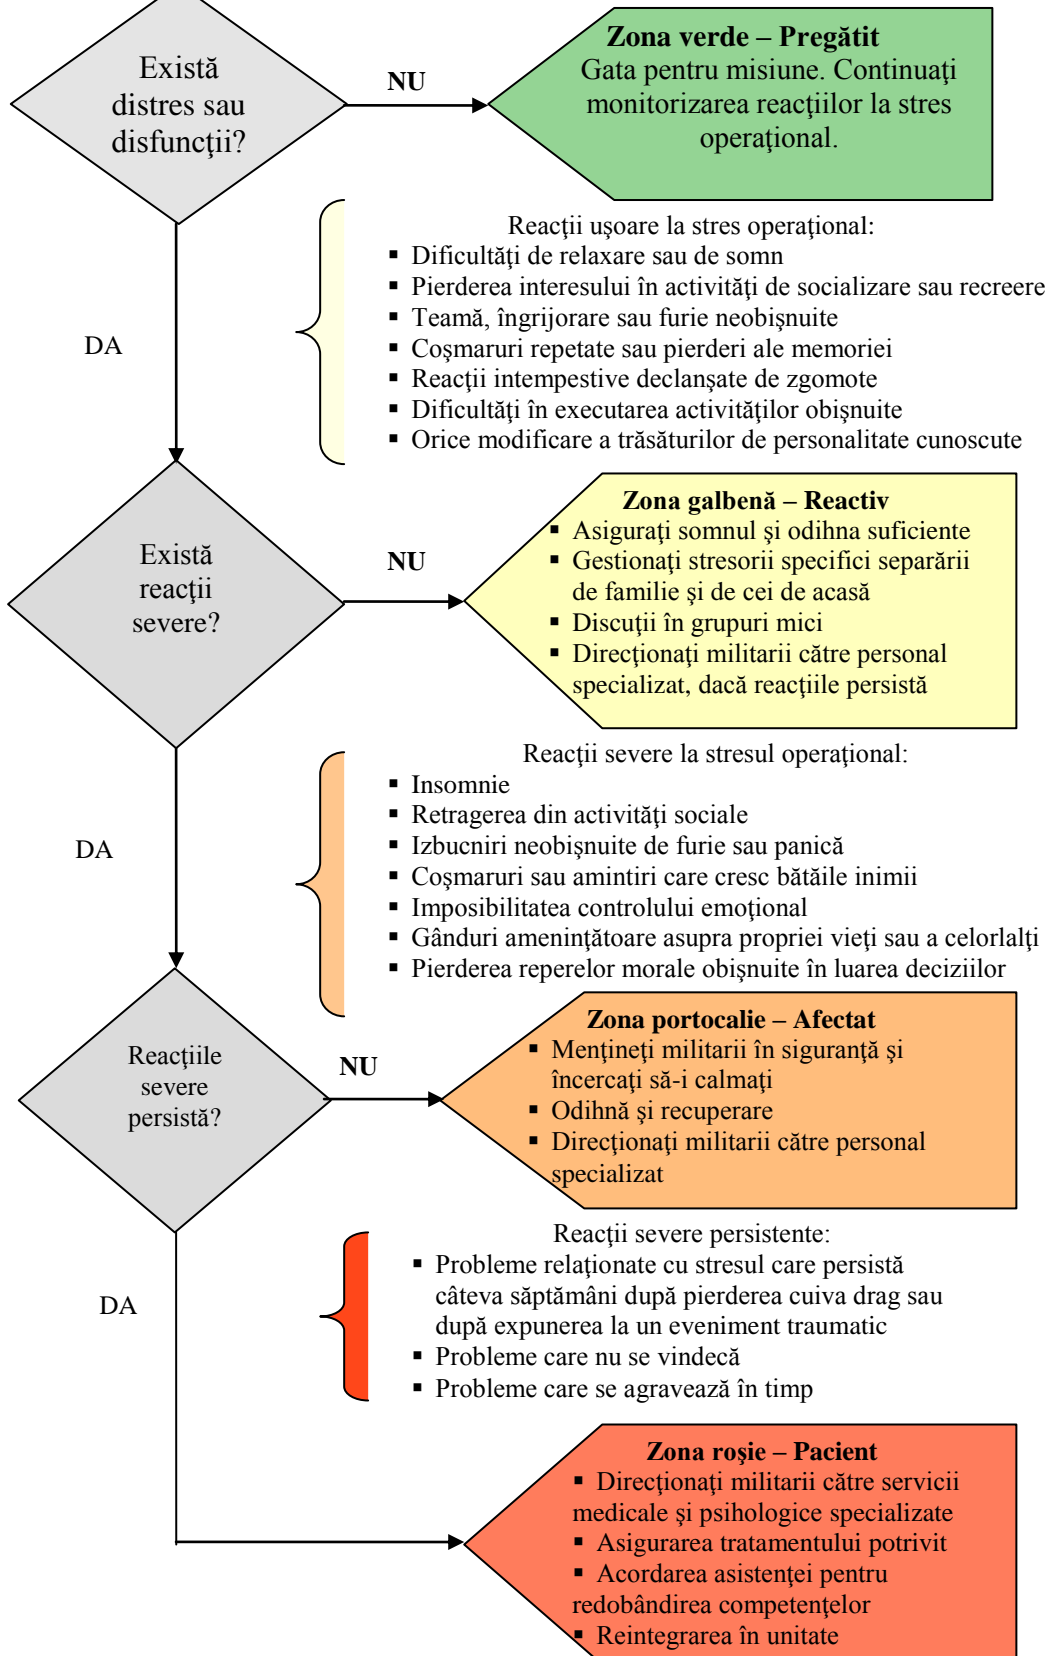 Există
distres sau
disfuncţii?
NU
Zona verde – Pregătit
Gata pentru misiune. Continuaţi
monitorizarea reacţiilor la stres
operaţional.
DA
Reacţii uşoare la stres operaţional:
▪ Dificultăţi de relaxare sau de somn
▪ Pierderea interesului în activităţi de socializare sau recreere
▪ Teamă, îngrijorare sau furie neobişnuite
▪ Coşmaruri repetate sau pierderi ale memoriei
▪ Reacţii intempestive declanşate de zgomote
▪ Dificultăţi în executarea activităţilor obişnuite
▪ Orice modificare a trăsăturilor de personalitate cunoscute
Există
reacţii
severe?
NU
Zona galbenă – Reactiv
▪ Asiguraţi somnul şi odihna suficiente
▪ Gestionaţi stresorii specifici separării
de familie şi de cei de acasă
▪ Discuţii în grupuri mici
▪ Direcţionaţi militarii către personal
specializat, dacă reacţiile persistă
DA
Reacţii severe la stresul operaţional:
▪ Insomnie
▪ Retragerea din activităţi sociale
▪ Izbucniri neobişnuite de furie sau panică
▪ Coşmaruri sau amintiri care cresc bătăile inimii
▪ Imposibilitatea controlului emoţional
▪ Gânduri ameninţătoare asupra propriei vieţi sau a celorlalţi
▪ Pierderea reperelor morale obişnuite în luarea deciziilor
Reacţiile
severe
persistă?
NU
Zona portocalie – Afectat
▪ Menţineţi militarii în siguranţă şi
încercaţi să-i calmaţi
▪ Odihnă şi recuperare
▪ Direcţionaţi militarii către personal
specializat
DA
Reacţii severe persistente:
▪ Probleme relaţionate cu stresul care persistă
câteva săptămâni după pierderea cuiva drag sau
după expunerea la un eveniment traumatic
▪ Probleme care nu se vindecă
▪ Probleme care se agravează în timp
Zona roşie – Pacient
▪ Direcţionaţi militarii către servicii
medicale şi psihologice specializate
▪ Asigurarea tratamentului potrivit
▪ Acordarea asistenţei pentru
redobândirea competenţelor
▪ Reintegrarea în unitate